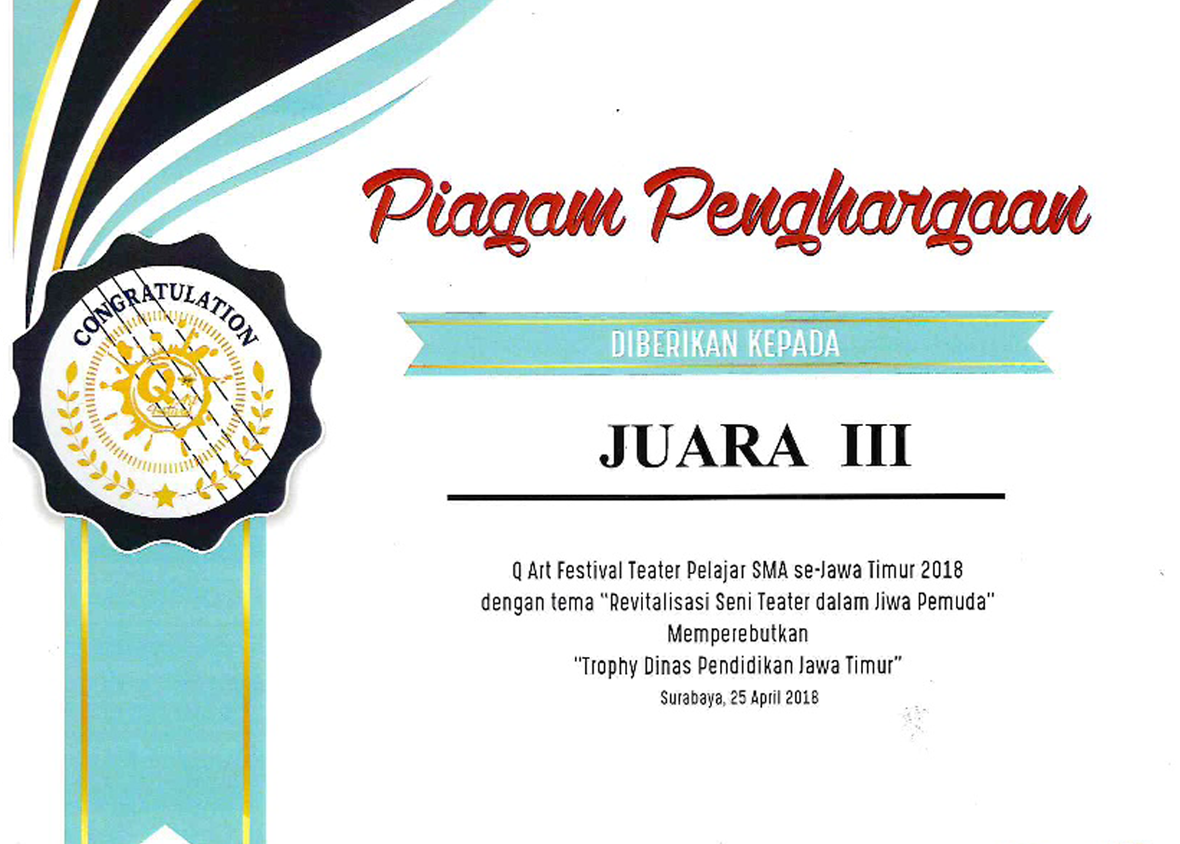 Piagam Penghargaan
CONGRATULATION
DIBERIKAN KEPADA
Q
JUARA III
Q Art Festival Teater Pelajar SMA se-Jawa Timur 2018
dengan tema "Revitalisasi Seni Teater dalam Jiwa Pemuda"
Memperebutkan
"Trophy Dinas Pendidikan Jawa Timur"
Surabaya, 25 April 2018